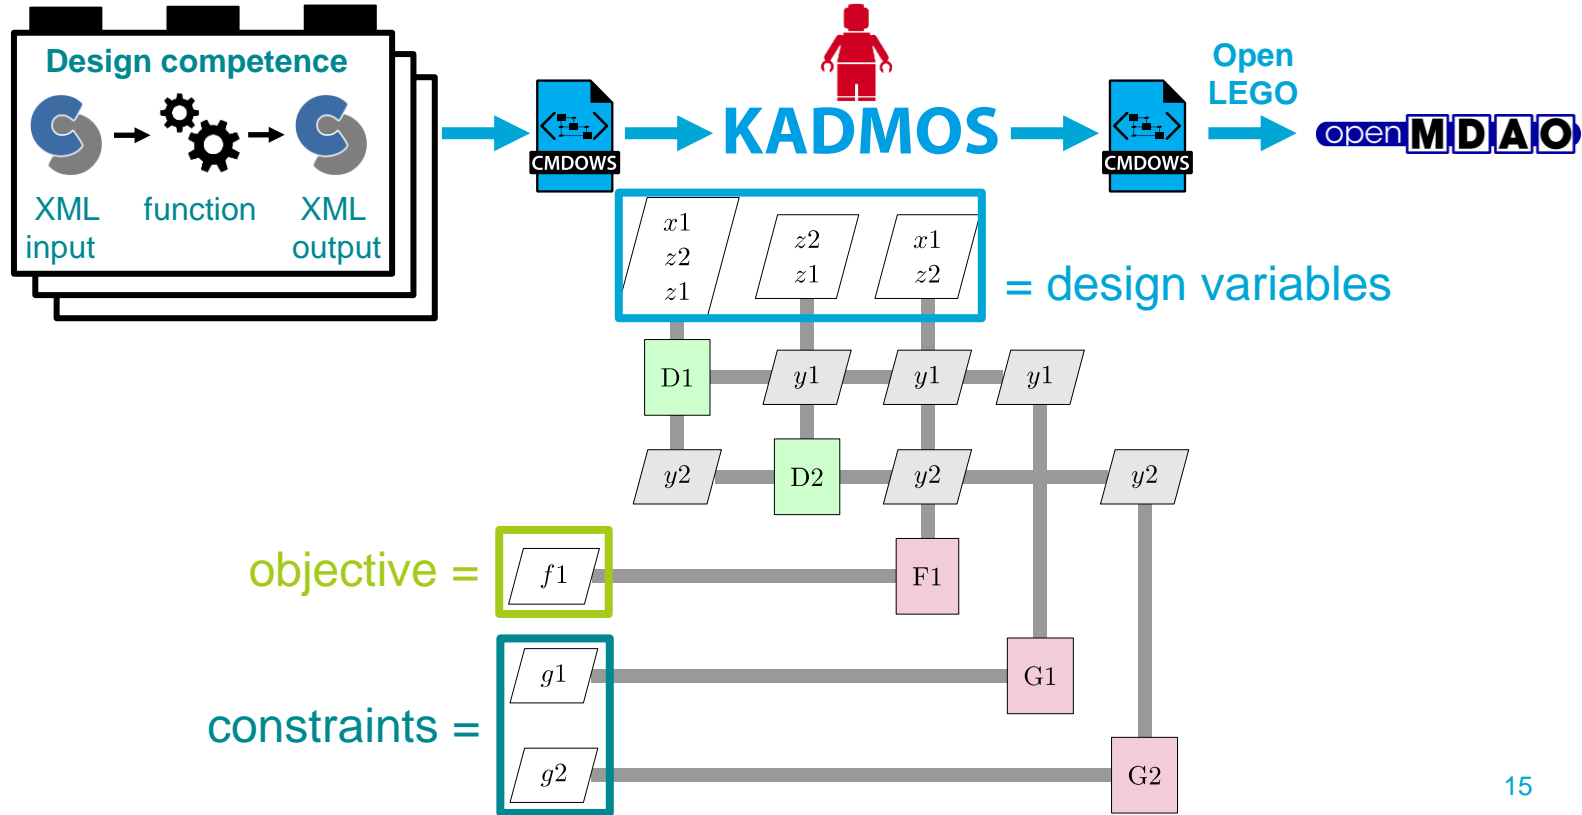 Design competence
XML
input
function
XML
output
CMDOWS
KADMOS
CMDOWS
Open
LEGO
open MDAO
x1
z2
z1
z2
z1
x1
z2
= design variables
D1
y1
y1
y1
y2
D2
y2
y2
objective =
f1
F1
constraints =
g1
G1
g2
G2
15